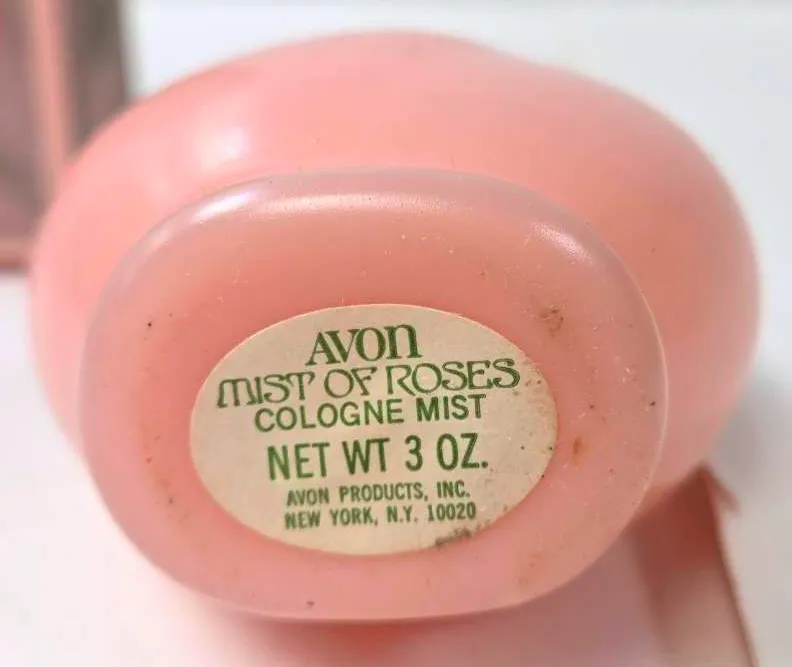 AVON
MIST OF ROSES
COLOGNE MIST
NET WT 3 OZ.
AVON PRODUCTS, INC.
NEW YORK, N.Y. 10020